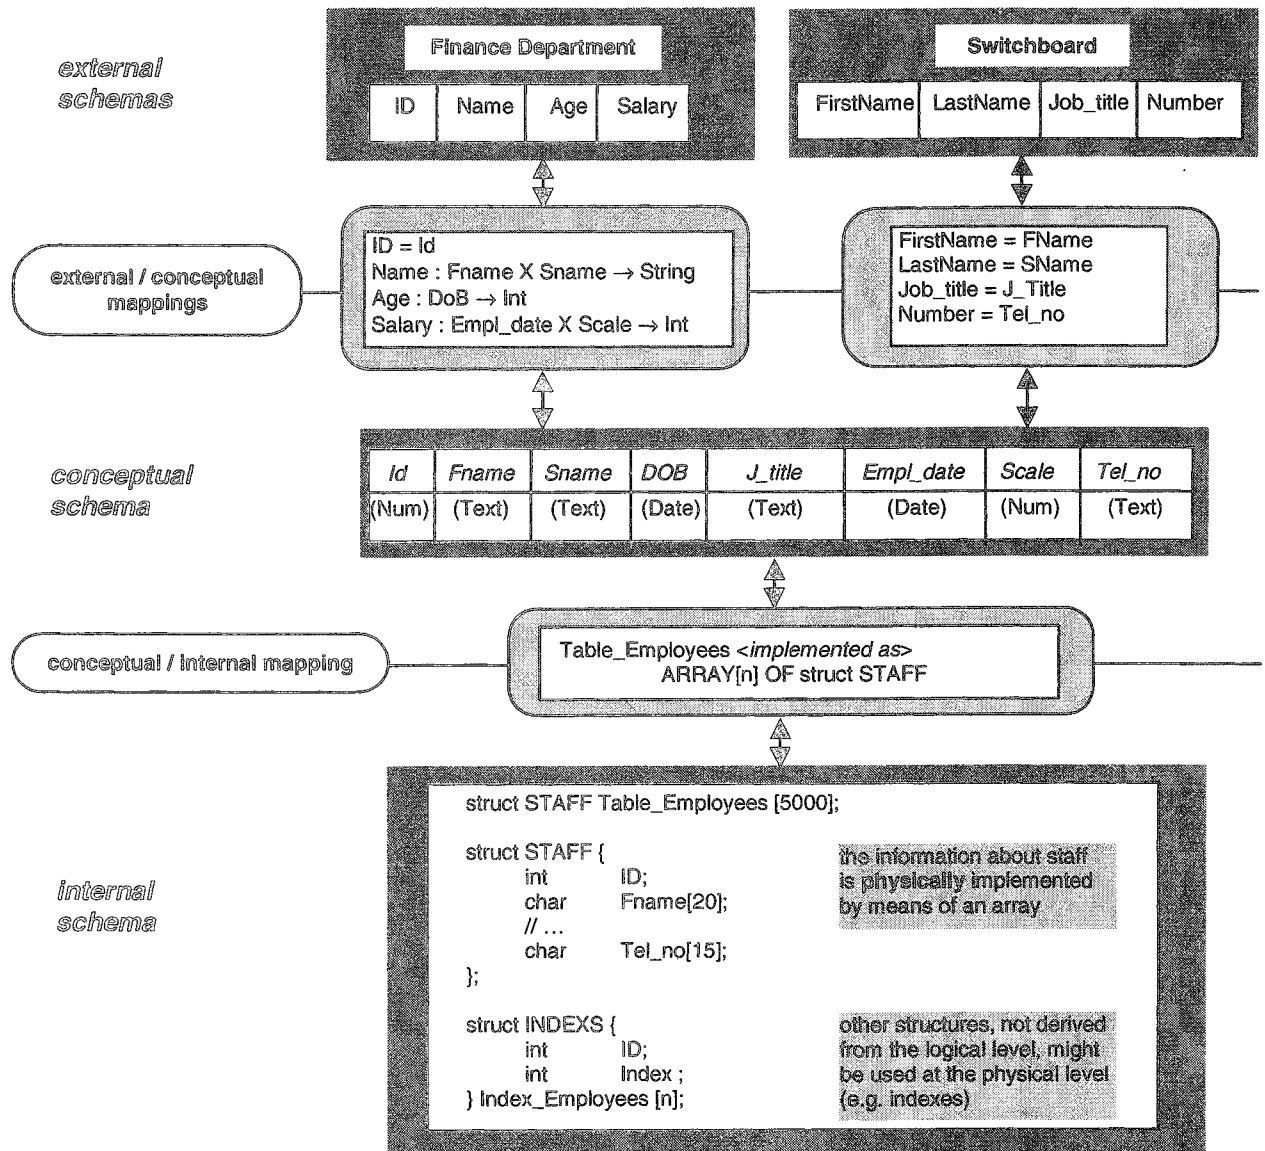 external
schemas
Finance Department
ID Name Age Salary
Switchboard
FirstName LastName Job_title Number
external / conceptual
mappings
ID = Id
Name : Fname X Sname → String
Age : DoB → Int
Salary : Empl_date X Scale → Int
FirstName = FName
LastName = SName
Job_title = J_Title
Number = Tel_no
conceptual
schema
Id Fname Sname DOB J_title Empl_date Scale Tel_no
(Num) (Text) (Text) (Date) (Text) (Date) (Num) (Text)
conceptual / internal mapping
Table_Employees <implemented as>
ARRAY[n] OF struct STAFF
internal
schema
struct STAFF Table_Employees [5000];
struct STAFF {
int ID;
char Fname[20];
// ...
char Tel_no[15];
};
the information about staff
is physically implemented
by means of an array
struct INDEXS {
int ID;
int Index ;
} Index_Employees [n];
other structures, not derived
from the logical level, might
be used at the physical level
(e.g. indexes)